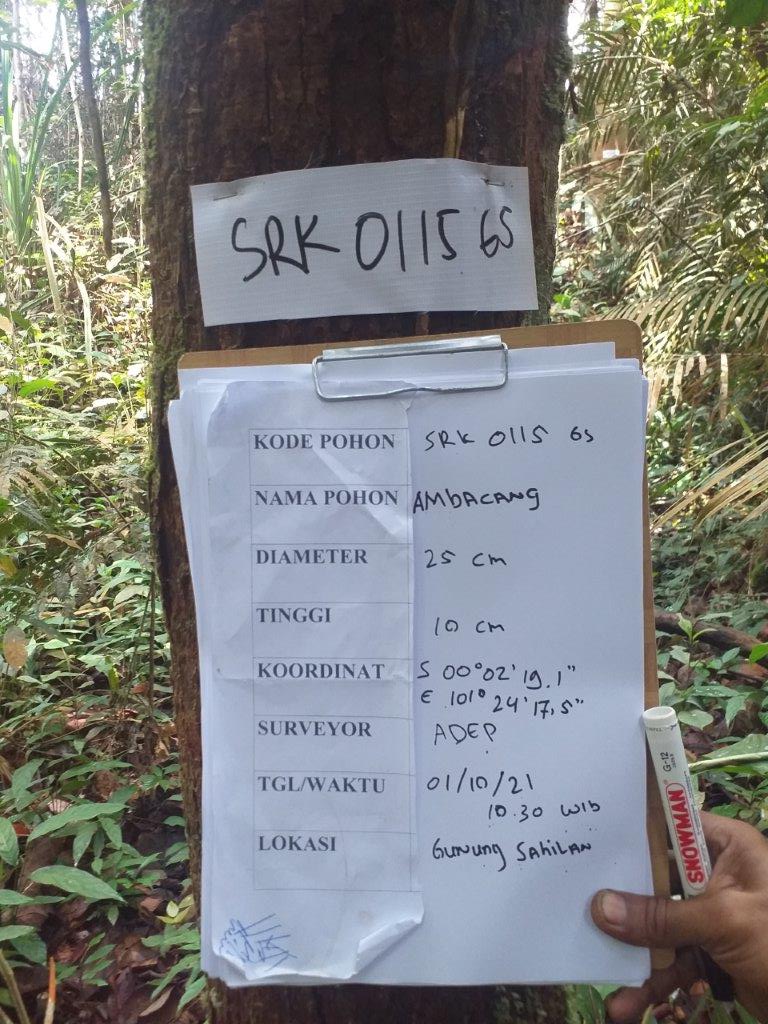 SRK 0115 GS
KODE POHON SRK 0115 GS
NAMA POHON AMBACANG
DIAMETER 25 cm
TINGGI 10 cm
KOORDINAT S 00°02'19.1"
E 101° 24'17,5"
SURVEYOR ADEP
TGL/WAKTU 01/10/21
10.30 WIB
LOKASI GUNUNG SAHILAN
SNOWMAN
G-12